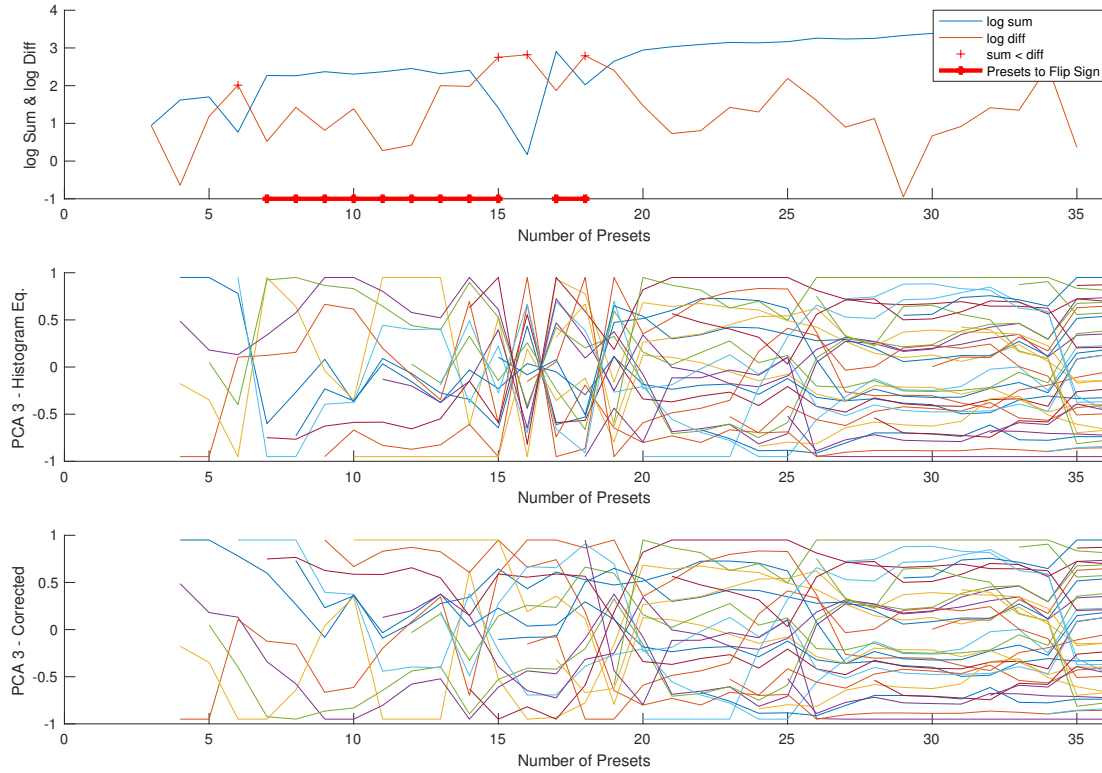 log Sum & log Diff
4
3
2
1
0
-1
0 5 10 15 20 25 30 35
Number of Presets
log sum
log diff
sum < diff
Presets to Flip Sign
PCA 3 - Histogram Eq.
1
0.5
0
-0.5
-1
0 5 10 15 20 25 30 35
Number of Presets
PCA 3 - Corrected
1
0.5
0
-0.5
-1
0 5 10 15 20 25 30 35
Number of Presets